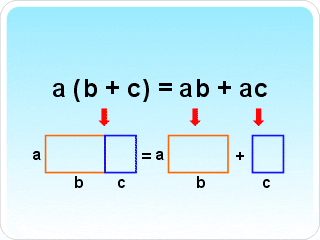 a (b + c) = ab + ac
a = a +
b c b c